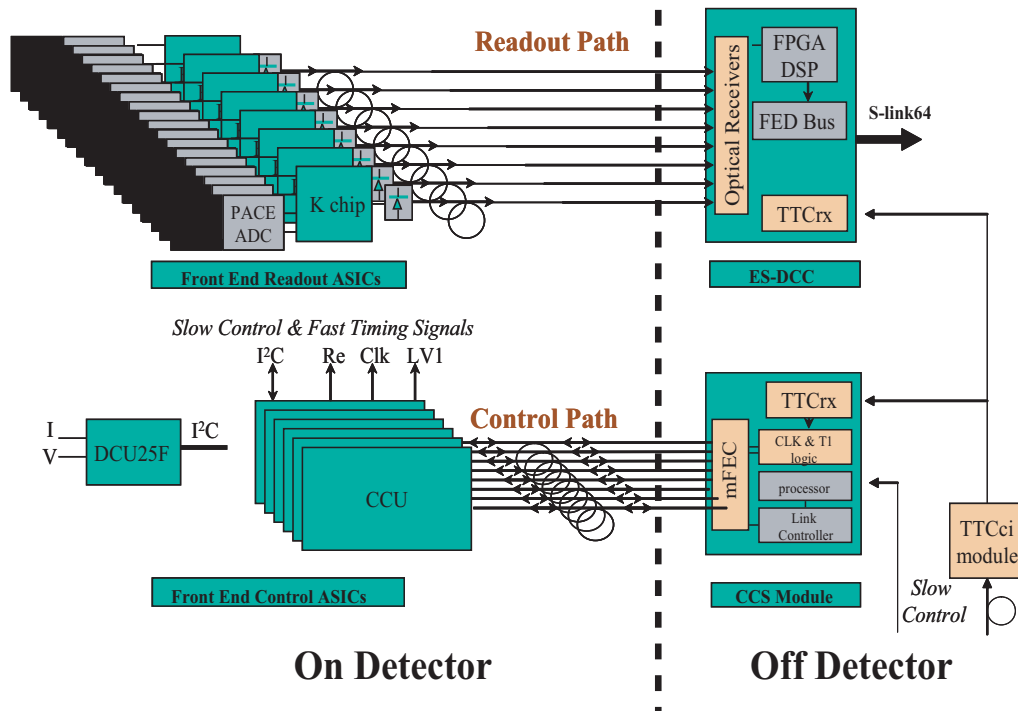 Readout Path
Optical Receivers
FPGA
DSP
FED Bus
S-link64
TTCrx
PACE
ADC
K chip
Front End Readout ASICs
ES-DCC
Slow Control & Fast Timing Signals
I²C
Re
Clk
LV1
Control Path
I
V
DCU25F
I²C
CCU
mFEC
TTCrx
CLK & T1
logic
processor
Link
Controller
TTCci
module
Front End Control ASICs
CCS Module
Slow
Control
On Detector
Off Detector